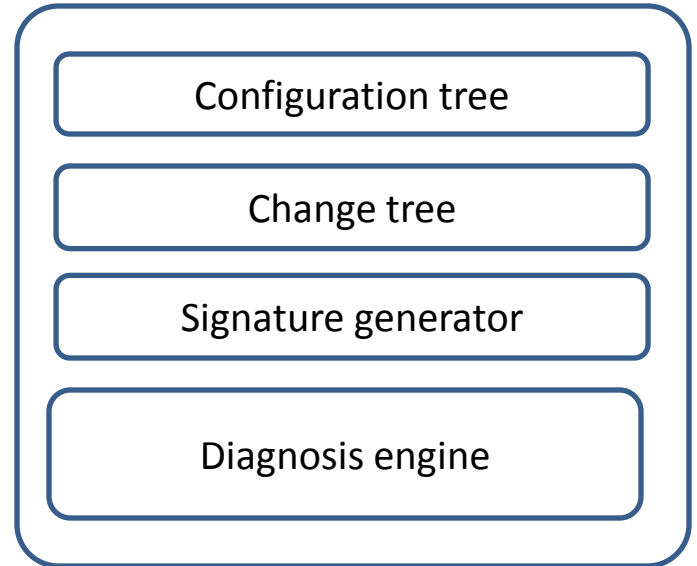 Configuration tree
Change tree
Signature generator
Diagnosis engine